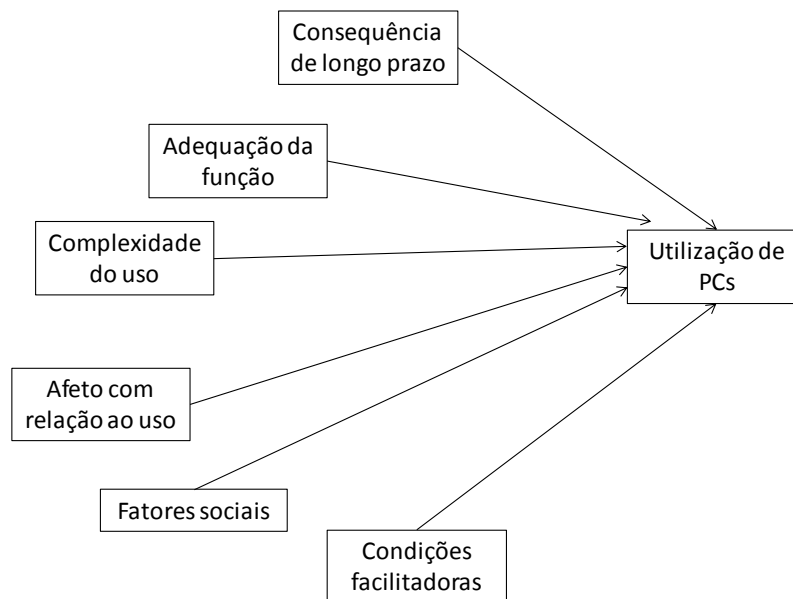 Consequência
de longo prazo
Adequação da
função
Complexidade
do uso
Utilização de
PCs
Afeto com
relação ao uso
Fatores sociais
Condições
facilitadoras